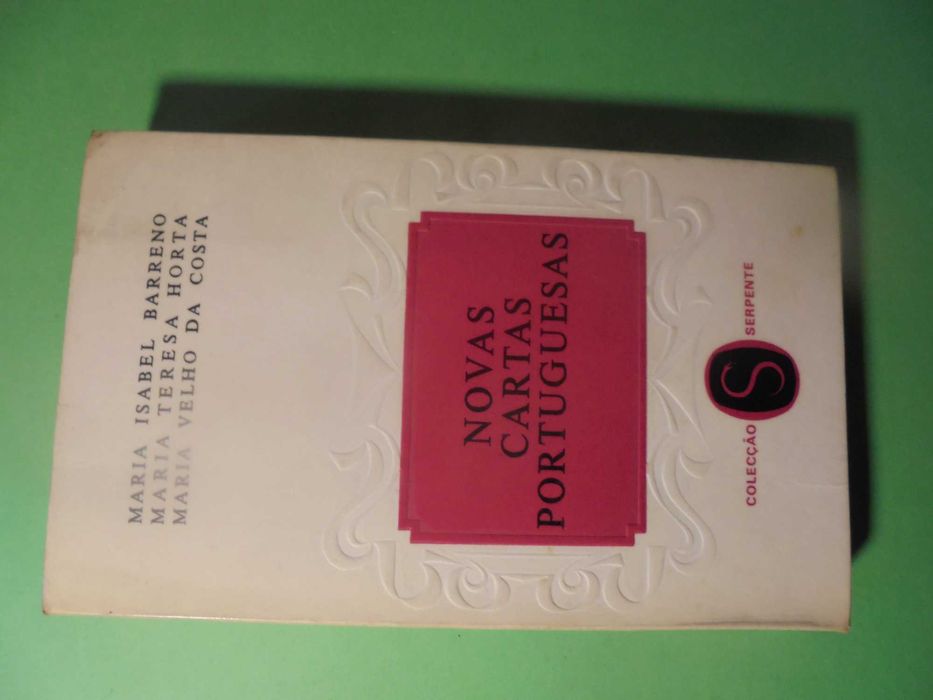 MARIA ISABEL BARRENO
MARIA TERESA HORTA
MARIA VELHO DA COSTA
NOVAS
CARTAS
PORTUGUESAS
COLECÇÃO S SERPENTE